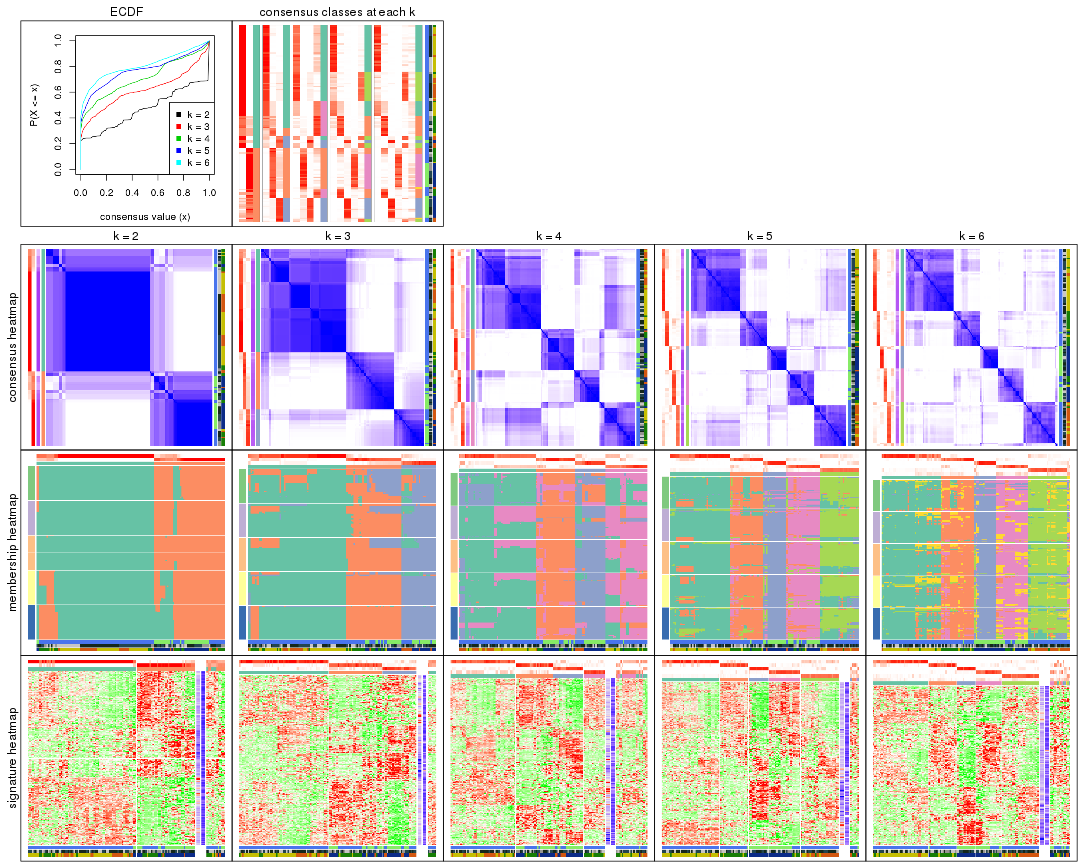 ECDF
consensus classes at each k
P(X <= x)
0.0 0.2 0.4 0.6 0.8 1.0
k = 2
k = 3
k = 4
k = 5
k = 6
0.0 0.2 0.4 0.6 0.8 1.0
consensus value (x)
k = 2
k = 3
k = 4
k = 5
k = 6
consensus heatmap
membership heatmap
signature heatmap